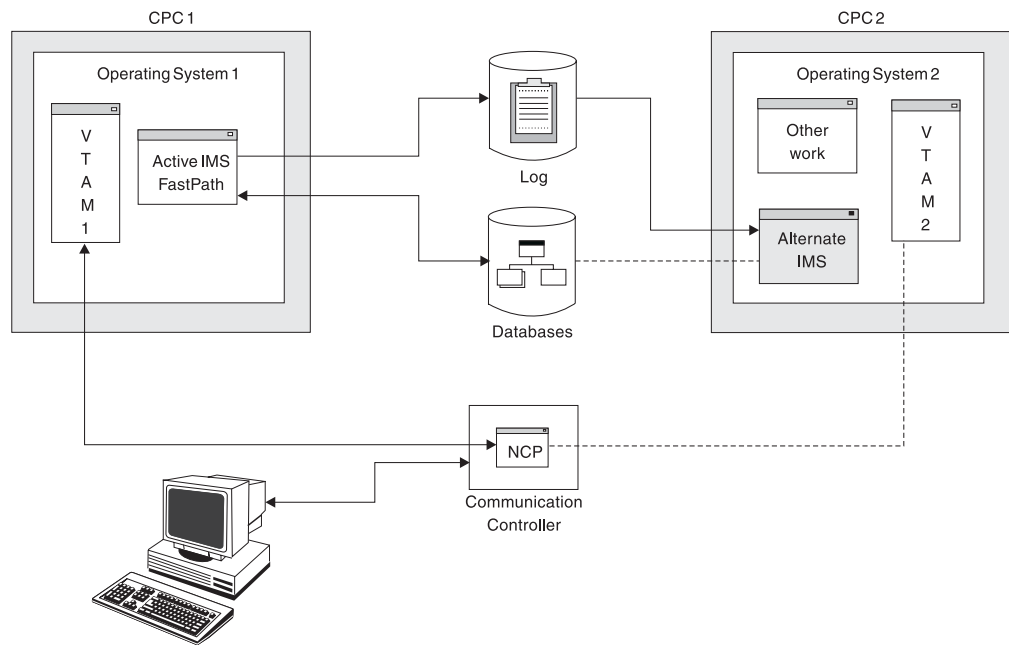 CPC 1
CPC 2
Operating System 1
Operating System 2
V
T
A
M
1
Active IMS
FastPath
Log
Databases
Other
work
Alternate
IMS
V
T
A
M
2
NCP
Communication
Controller